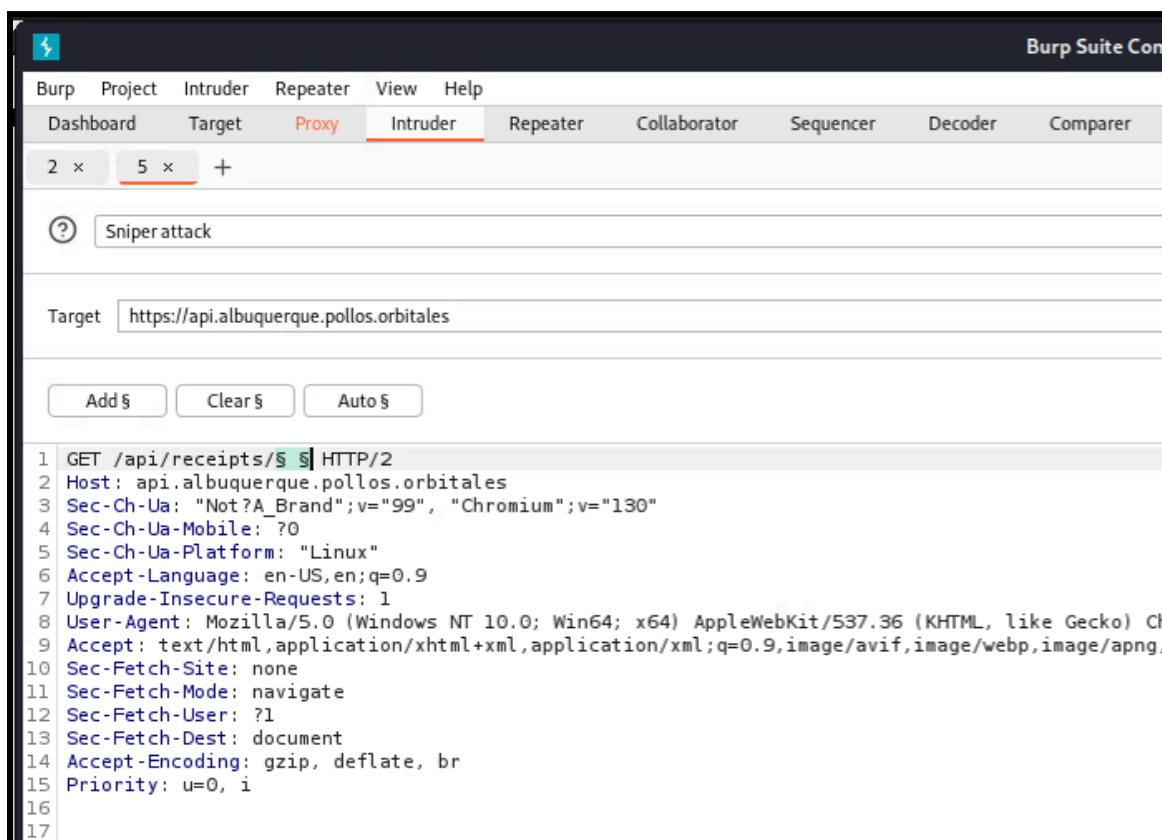 Burp Suite Con
Burp Project Intruder Repeater View Help
Dashboard Target Proxy Intruder Repeater Collaborator Sequencer Decoder Comparer
2 × 5 × +
? Sniper attack
Target https://api.albuquerque.pollos.orbitales
Add § Clear § Auto §
1 GET /api/receipts/§ § HTTP/2
2 Host: api.albuquerque.pollos.orbitales
3 Sec-Ch-Ua: "Not?A_Brand";v="99", "Chromium";v="130"
4 Sec-Ch-Ua-Mobile: ?0
5 Sec-Ch-Ua-Platform: "Linux"
6 Accept-Language: en-US,en;q=0.9
7 Upgrade-Insecure-Requests: 1
8 User-Agent: Mozilla/5.0 (Windows NT 10.0; Win64; x64) AppleWebKit/537.36 (KHTML, like Gecko) Ch
9 Accept: text/html,application/xhtml+xml,application/xml;q=0.9,image/avif,image/webp,image/apng,
10 Sec-Fetch-Site: none
11 Sec-Fetch-Mode: navigate
12 Sec-Fetch-User: ?1
13 Sec-Fetch-Dest: document
14 Accept-Encoding: gzip, deflate, br
15 Priority: u=0, i
16
17